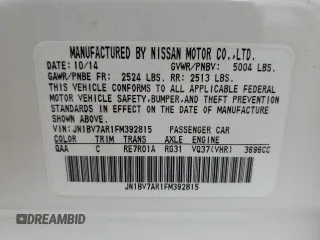 MANUFACTURED BY NISSAN MOTOR CO.,LTD.
DATE: 10/14 GVWR/PNBV: 5004 LBS.
GAWR/PNBE FR: 2524 LBS. RR: 2513 LBS.
THIS VEHICLE CONFORMS TO ALL APPLICABLE FEDERAL
MOTOR VEHICLE SAFETY,BUMPER,AND THEFT PREVENTION
STANDARDS IN EFFECT ON THE DATE OF MANUFACTURE
SHOWN ABOVE.
VIN:JN1BV7AR1FM392815 PASSENGER CAR
COLOR TRIM TRANS AXLE ENGINE
QAA C RE7R01A RG31 VQ37(VHR) 3696CC
JN1BV7AR1FM392815
DREAMBID